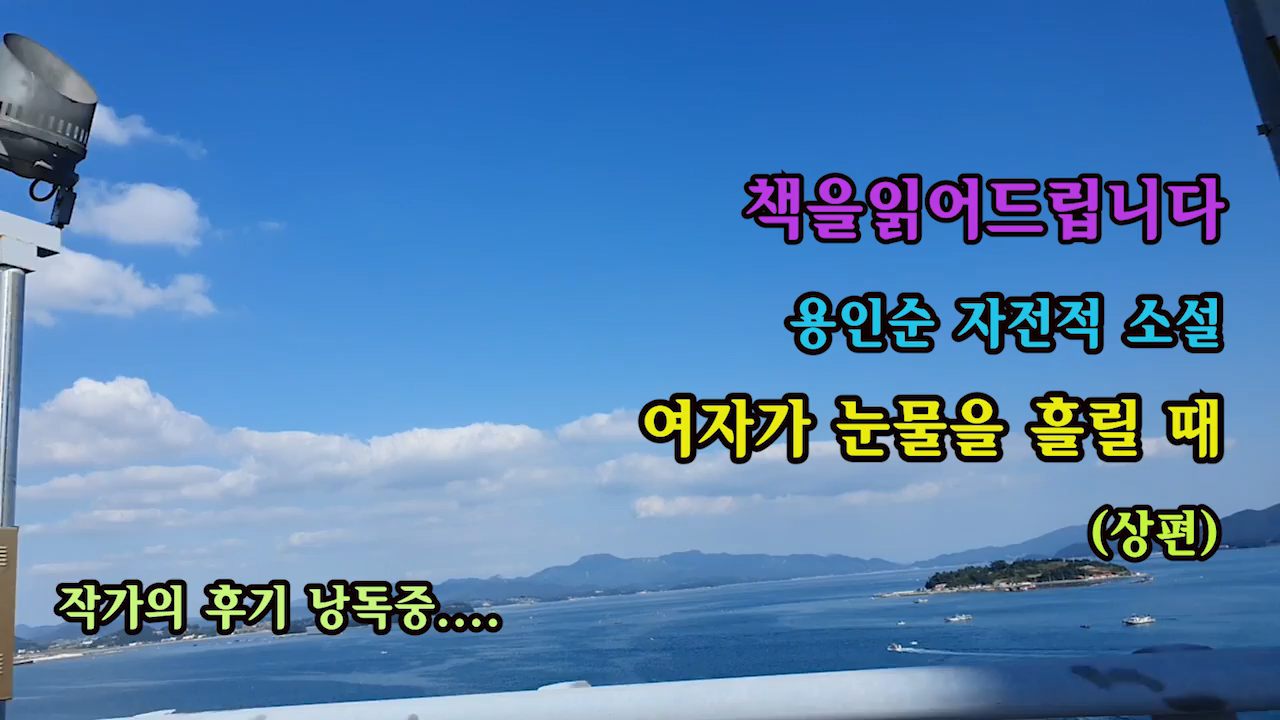 책을읽어드립니다
용인순 자전적 소설
여자가 눈물을 흘릴 때
(상편)
작가의 후기 낭독중....